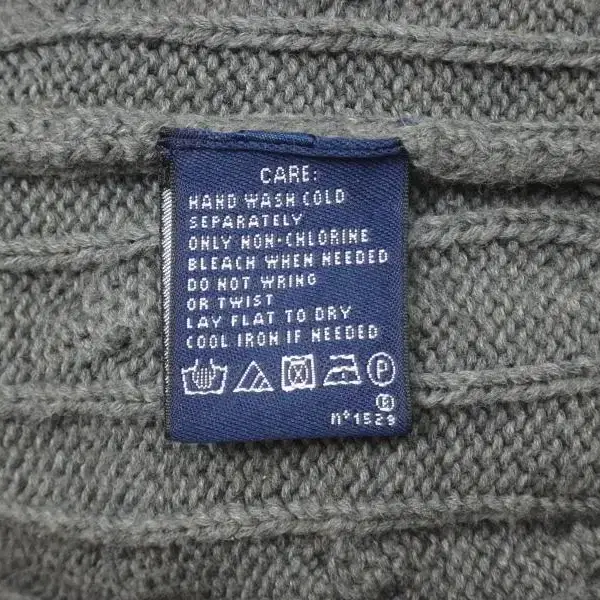 CARE:
HAND WASH COLD
SEPARATELY
ONLY NON-CHLORINE
BLEACH WHEN NEEDED
DO NOT WRING
OR TWIST
LAY FLAT TO DRY
COOL IRON IF NEEDED
P
n°1529